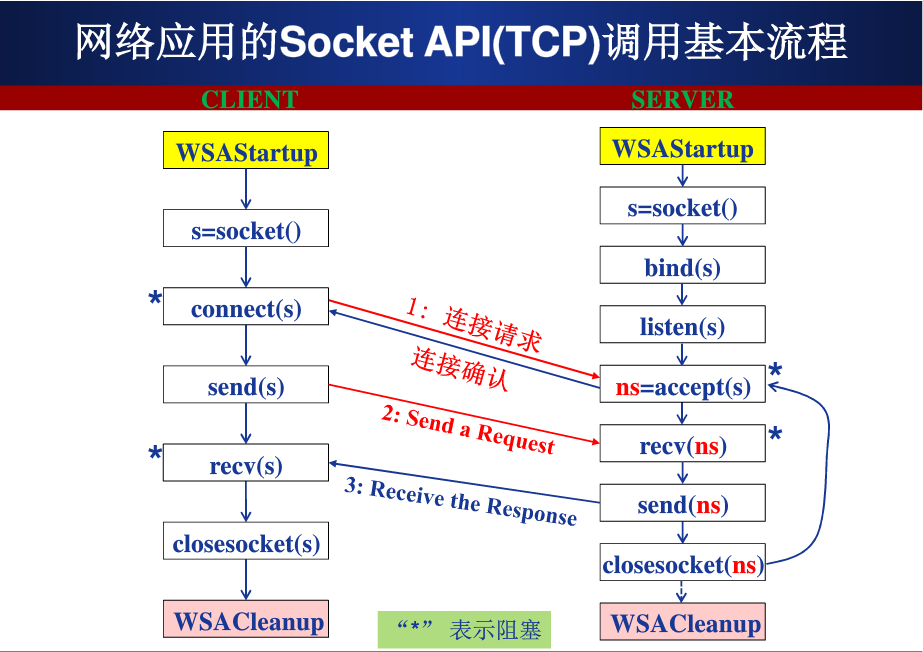 网络应用的Socket API(TCP)调用基本流程
CLIENT
SERVER
WSAStartup
s=socket()
* connect(s)
send(s)
* recv(s)
closesocket(s)
WSACleanup
1：连接请求
连接确认
2: Send a Request
3: Receive the Response
WSAStartup
s=socket()
bind(s)
listen(s)
ns=accept(s) *
recv(ns) *
send(ns)
closesocket(ns)
WSACleanup
“*” 表示阻塞